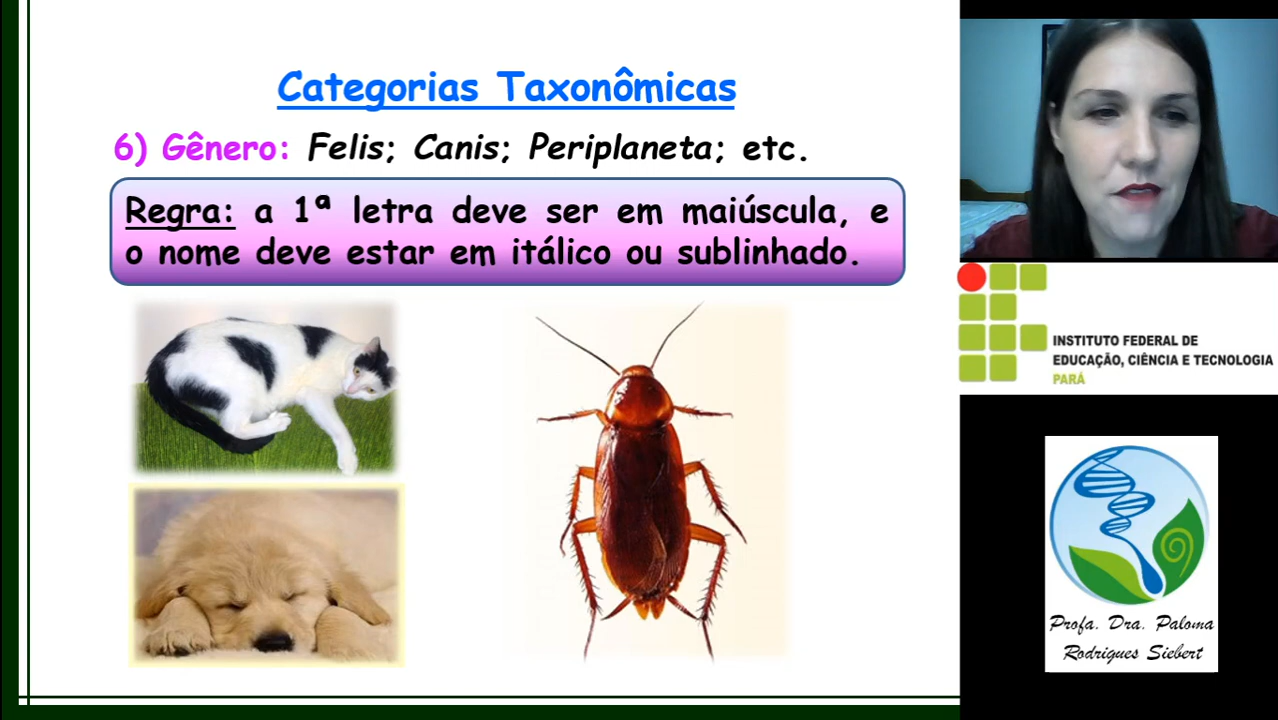 Categorias Taxonômicas
6) Gênero: Felis; Canis; Periplaneta; etc.
Regra: a 1ª letra deve ser em maiúscula, e
o nome deve estar em itálico ou sublinhado.
INSTITUTO FEDERAL DE
EDUCAÇÃO, CIÊNCIA E TECNOLOGIA
PARÁ
Profa. Dra. Paloma
Rodrigues Siebert